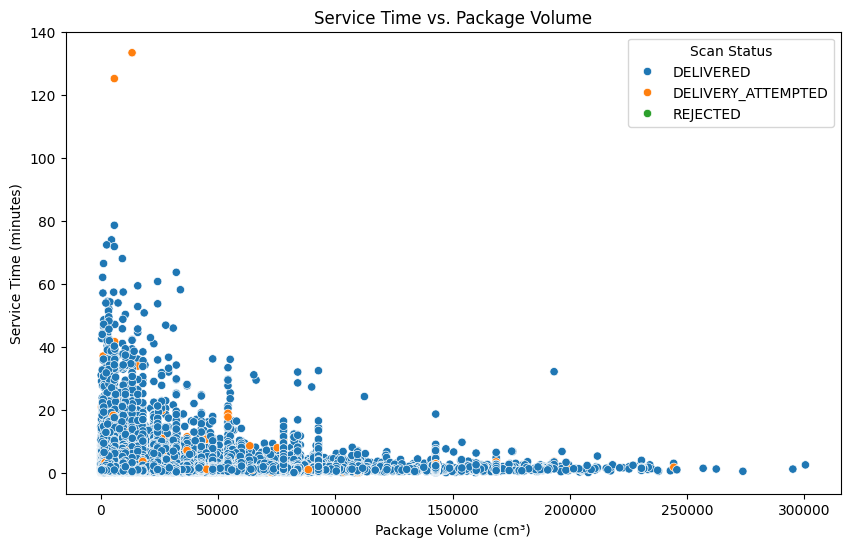 Service Time vs. Package Volume
Service Time (minutes)
140
120
100
80
60
40
20
0
Scan Status
DELIVERED
DELIVERY_ATTEMPTED
REJECTED
0 50000 100000 150000 200000 250000 300000
Package Volume (cm³)